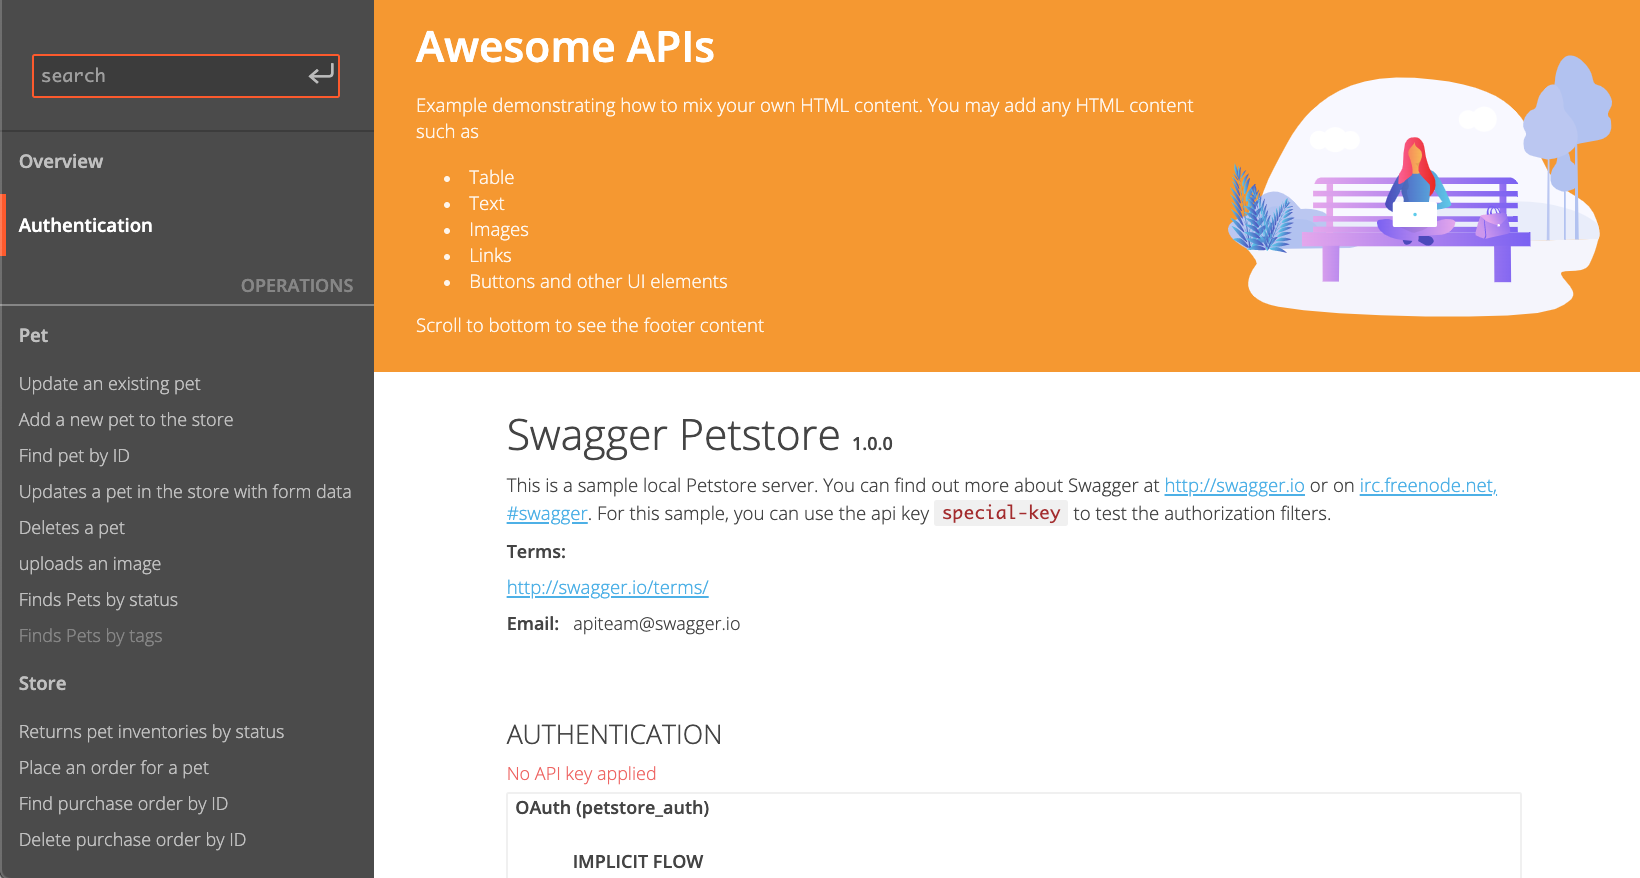 search
Overview
Authentication
OPERATIONS
Pet
Update an existing pet
Add a new pet to the store
Find pet by ID
Updates a pet in the store with form data
Deletes a pet
uploads an image
Finds Pets by status
Finds Pets by tags
Store
Returns pet inventories by status
Place an order for a pet
Find purchase order by ID
Delete purchase order by ID
Awesome APIs
Example demonstrating how to mix your own HTML content. You may add any HTML content
such as
• Table
• Text
• Images
• Links
• Buttons and other UI elements
Scroll to bottom to see the footer content
Swagger Petstore 1.0.0
This is a sample local Petstore server. You can find out more about Swagger at http://swagger.io or on irc.freenode.net,
#swagger. For this sample, you can use the api key special-key to test the authorization filters.
Terms:
http://swagger.io/terms/
Email: apiteam@swagger.io
AUTHENTICATION
No API key applied
OAuth (petstore_auth)
IMPLICIT FLOW